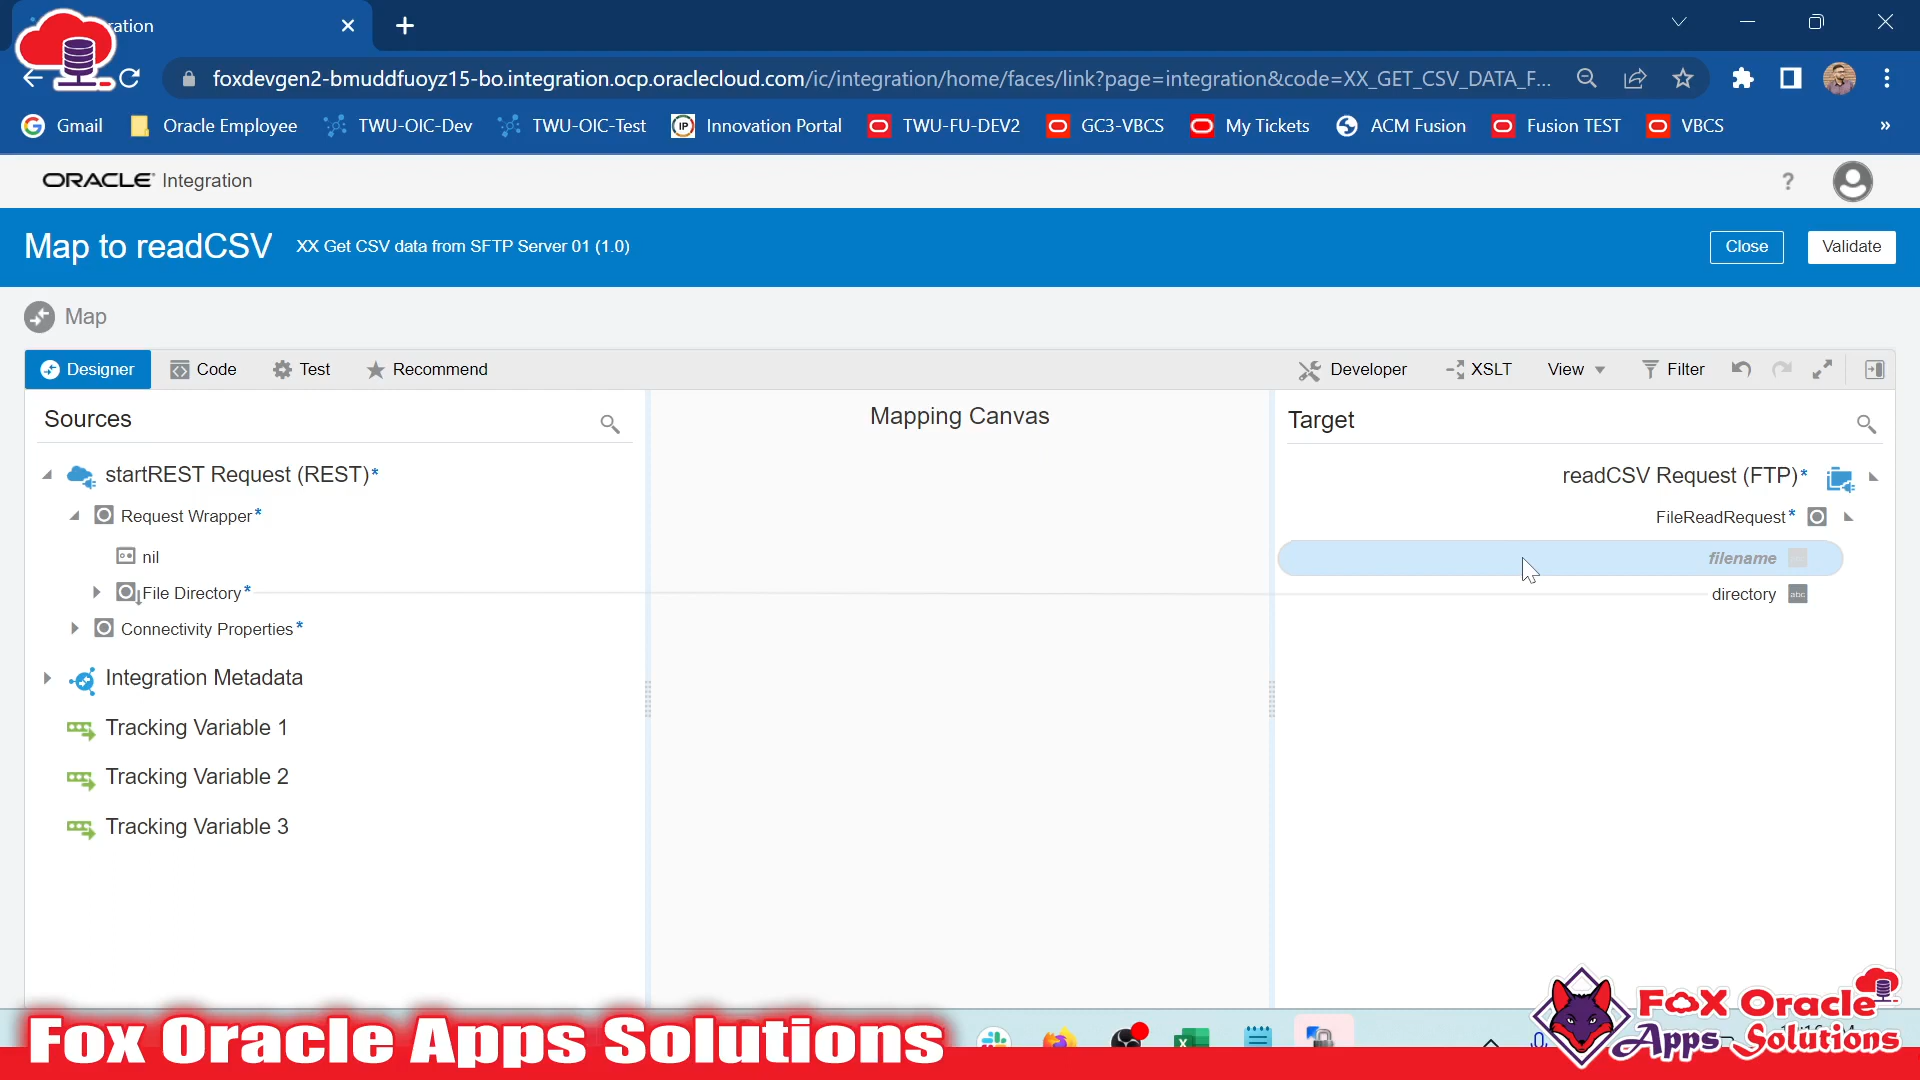 ration
foxdevgen2-bmuddfuoyz15-bo.integration.ocp.oraclecloud.com/ic/integration/home/faces/link?page=integration&code=XX_GET_CSV_DATA_F...
Gmail Oracle Employee TWU-OIC-Dev TWU-OIC-Test Innovation Portal TWU-FU-DEV2 GC3-VBCS My Tickets ACM Fusion Fusion TEST VBCS »
ORACLE Integration ?
Map to readCSV XX Get CSV data from SFTP Server 01 (1.0) Close Validate
Map
Designer Code Test Recommend Developer XSLT View Filter
Sources Mapping Canvas Target
startREST Request (REST)* readCSV Request (FTP)*
Request Wrapper* FileReadRequest*
nil filename
File Directory* directory abc
Connectivity Properties*
Integration Metadata
Tracking Variable 1
Tracking Variable 2
Tracking Variable 3
Fox Oracle Apps Solutions
Fox Oracle
Apps Solutions